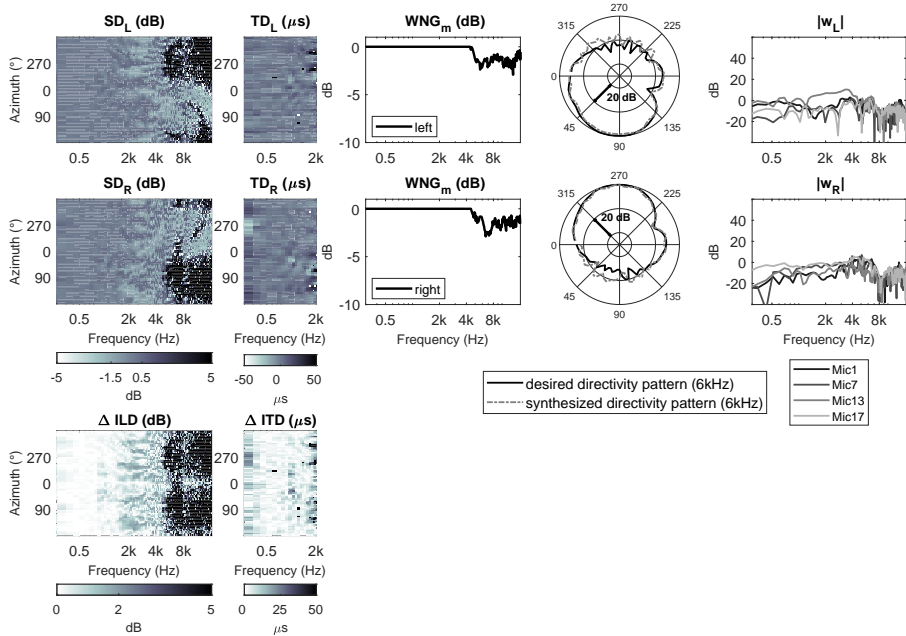 SD_L (dB)
TD_L (μs)
WNG_m (dB)
270
|w_L|
Azimuth (°)
270
0
90
0.5 2k 4k 8k
270
0
90
0.5 2k
dB
0
-5
-10
left
0.5 2k 4k 8k
315
225
0
180
20 dB
45
135
90
dB
40
20
0
-20
0.5 2k 8k
SD_R (dB)
TD_R (μs)
WNG_m (dB)
270
|w_R|
Azimuth (°)
270
0
90
0.5 2k 4k 8k
Frequency (Hz)
270
0
90
0.5 2k
Frequency (Hz)
dB
0
-5
-10
right
0.5 2k 4k 8k
Frequency (Hz)
315
225
0
180
20 dB
45
135
90
dB
40
20
0
-20
0.5 2k 8k
Frequency (Hz)
-5 -1.5 0.5 5
dB
-50 0 50
μs
desired directivity pattern (6kHz)
synthesized directivity pattern (6kHz)
Mic1
Mic7
Mic13
Mic17
Δ ILD (dB)
Δ ITD (μs)
Azimuth (°)
270
0
90
0.5 2k 4k 8k
Frequency (Hz)
270
0
90
0.5 2k
Frequency (Hz)
0 2 5
dB
0 25 50
μs